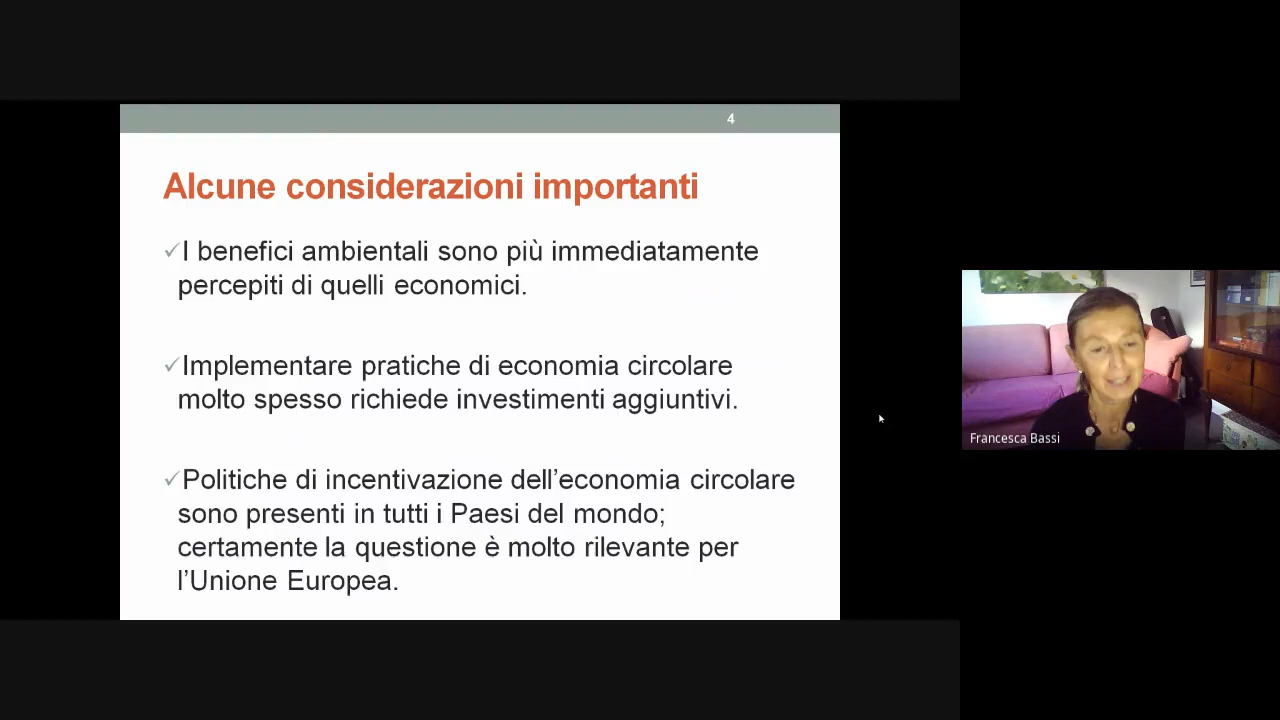 4
Alcune considerazioni importanti
✓I benefici ambientali sono più immediatamente
percepiti di quelli economici.
✓Implementare pratiche di economia circolare
molto spesso richiede investimenti aggiuntivi.
✓Politiche di incentivazione dell’economia circolare
sono presenti in tutti i Paesi del mondo;
certamente la questione è molto rilevante per
l’Unione Europea.
Francesca Bassi